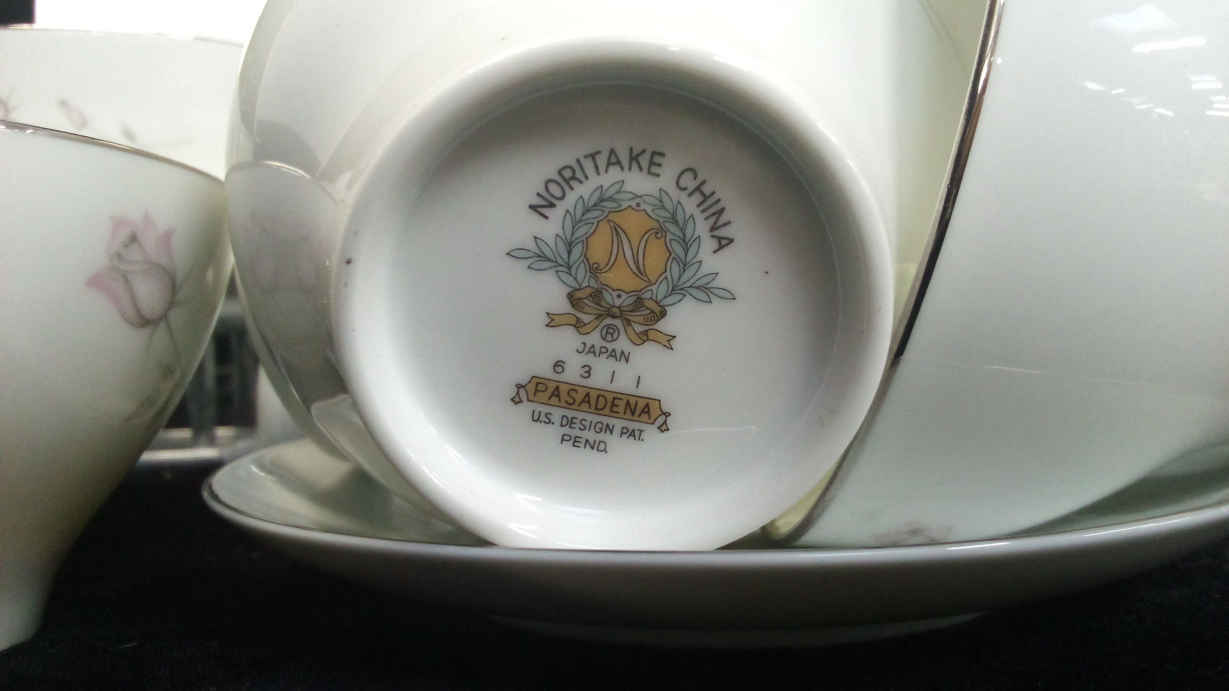 NORITAKE CHINA
N
®
JAPAN
6311
PASADENA
U.S. DESIGN PAT.
PEND.